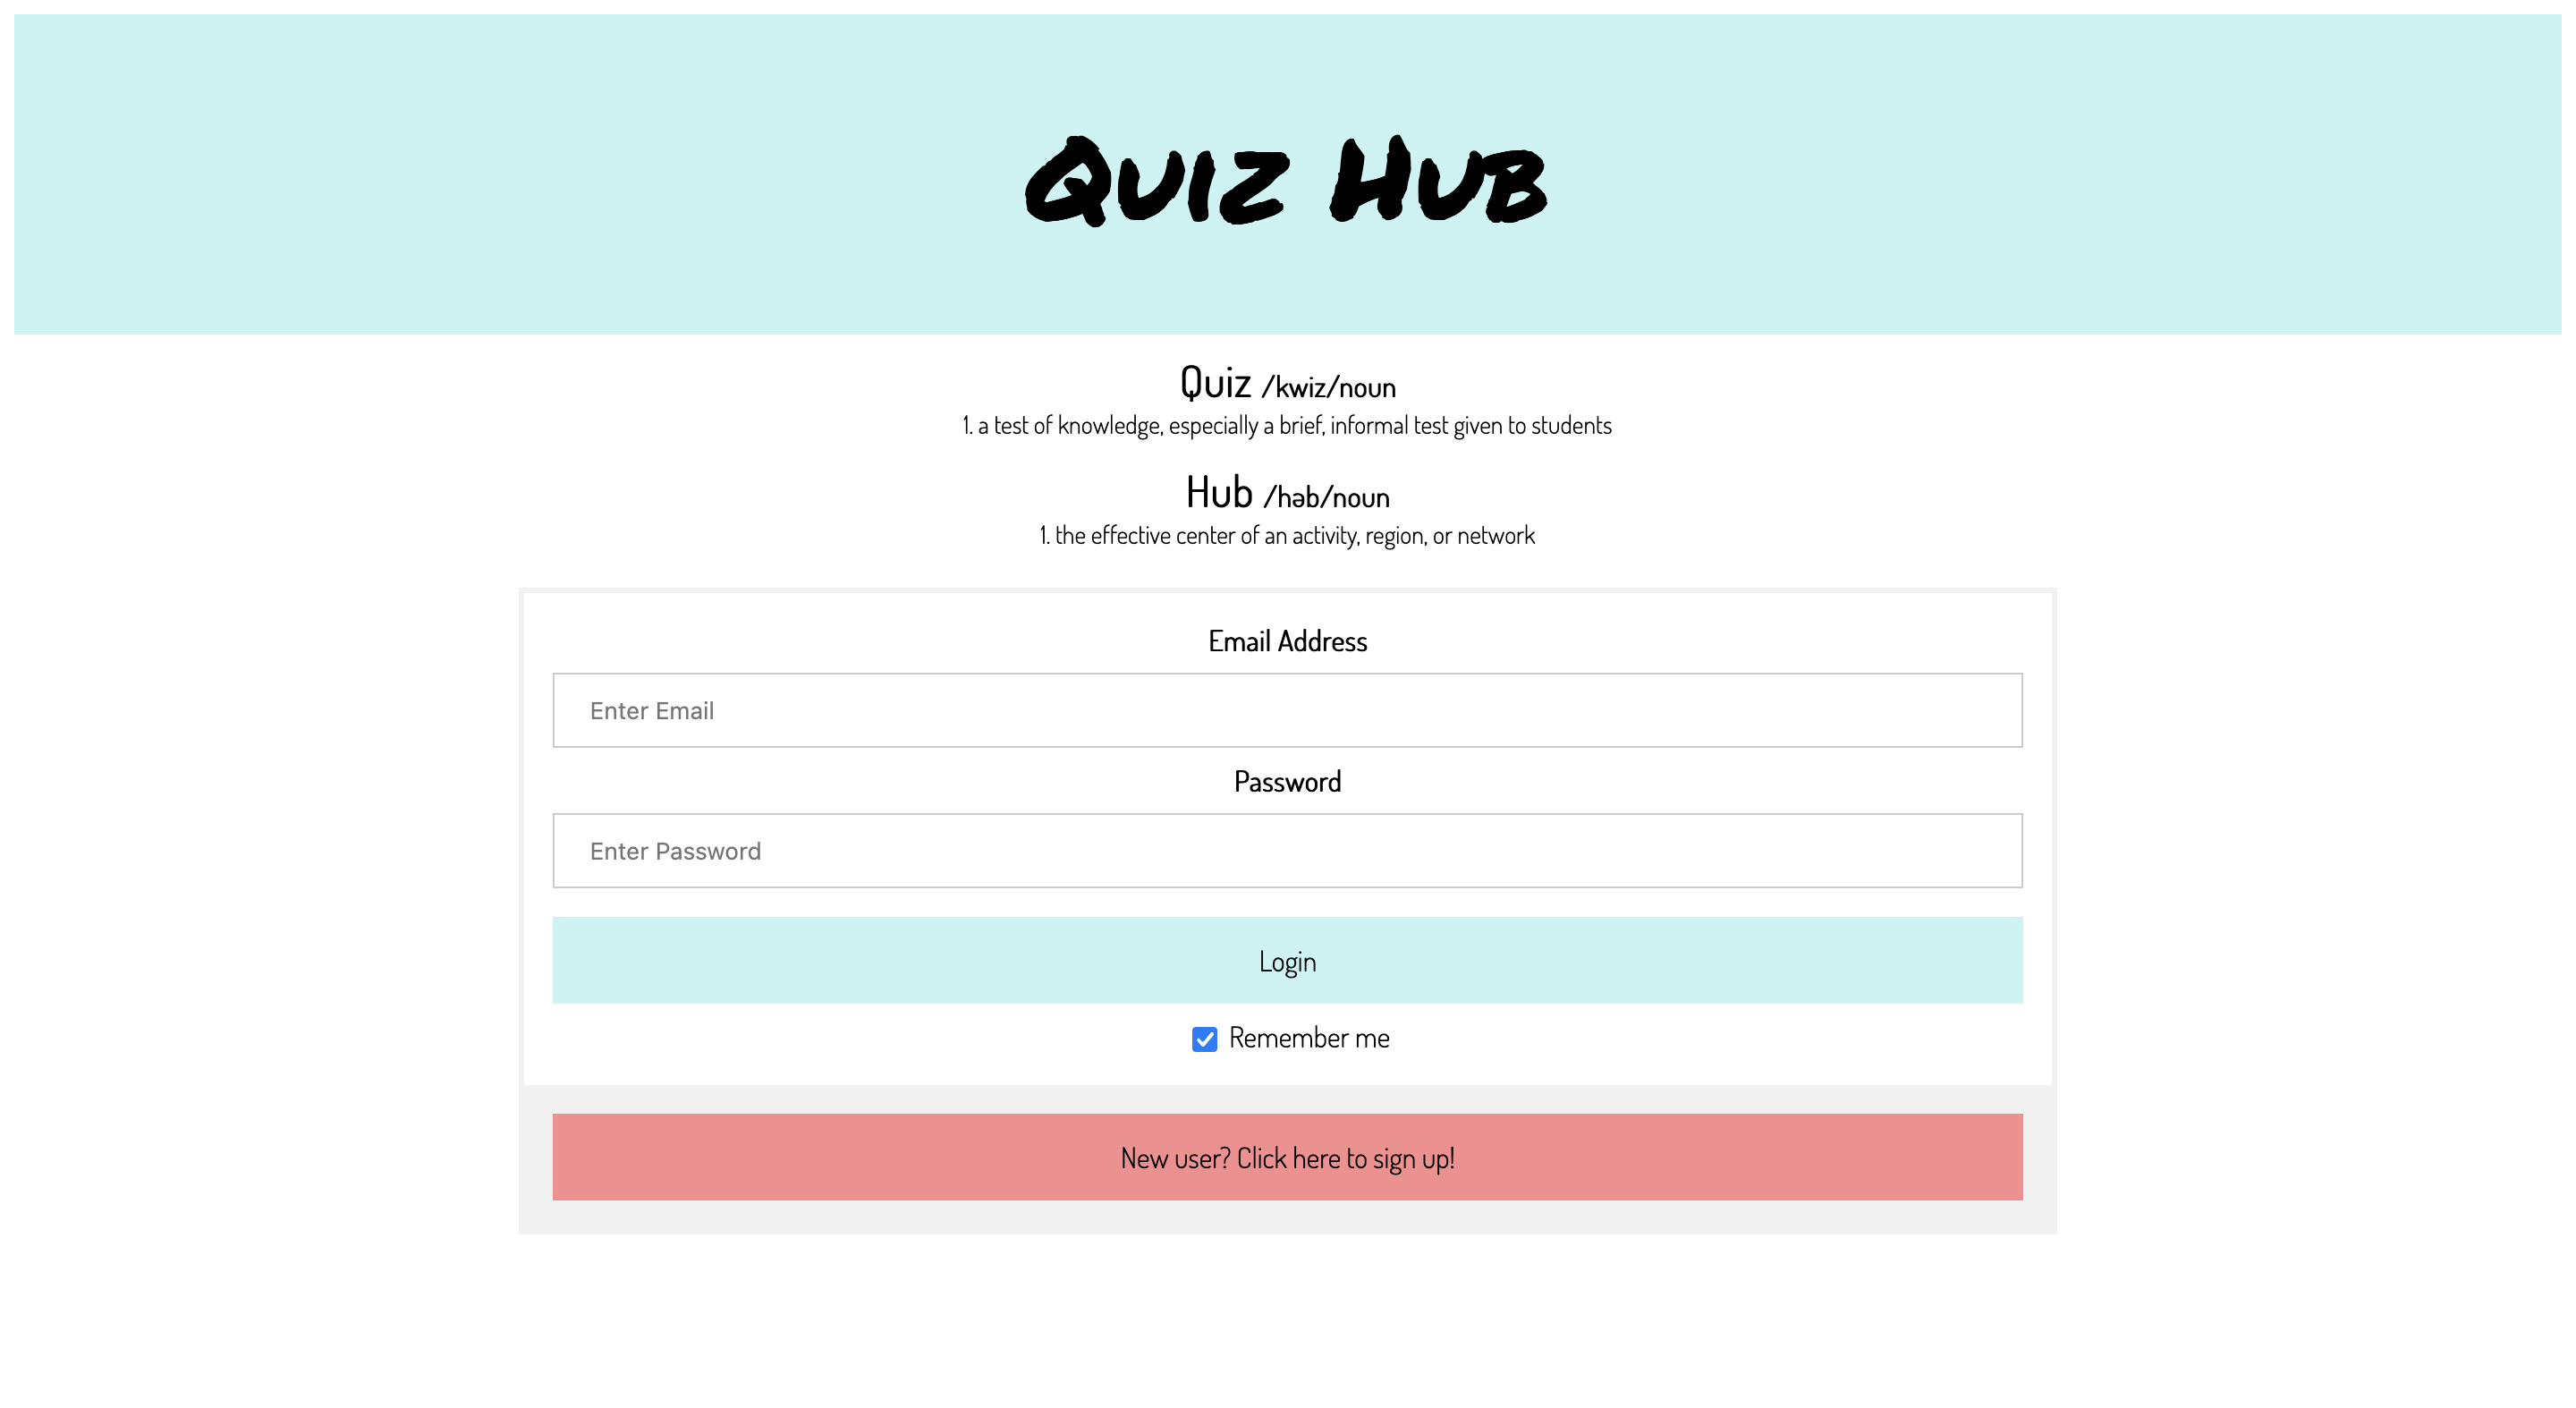 Quiz Hub
Quiz /kwiz/noun
1. a test of knowledge, especially a brief, informal test given to students
Hub /həb/noun
1. the effective center of an activity, region, or network
Email Address
Enter Email
Password
Enter Password
Login
Remember me
New user? Click here to sign up!